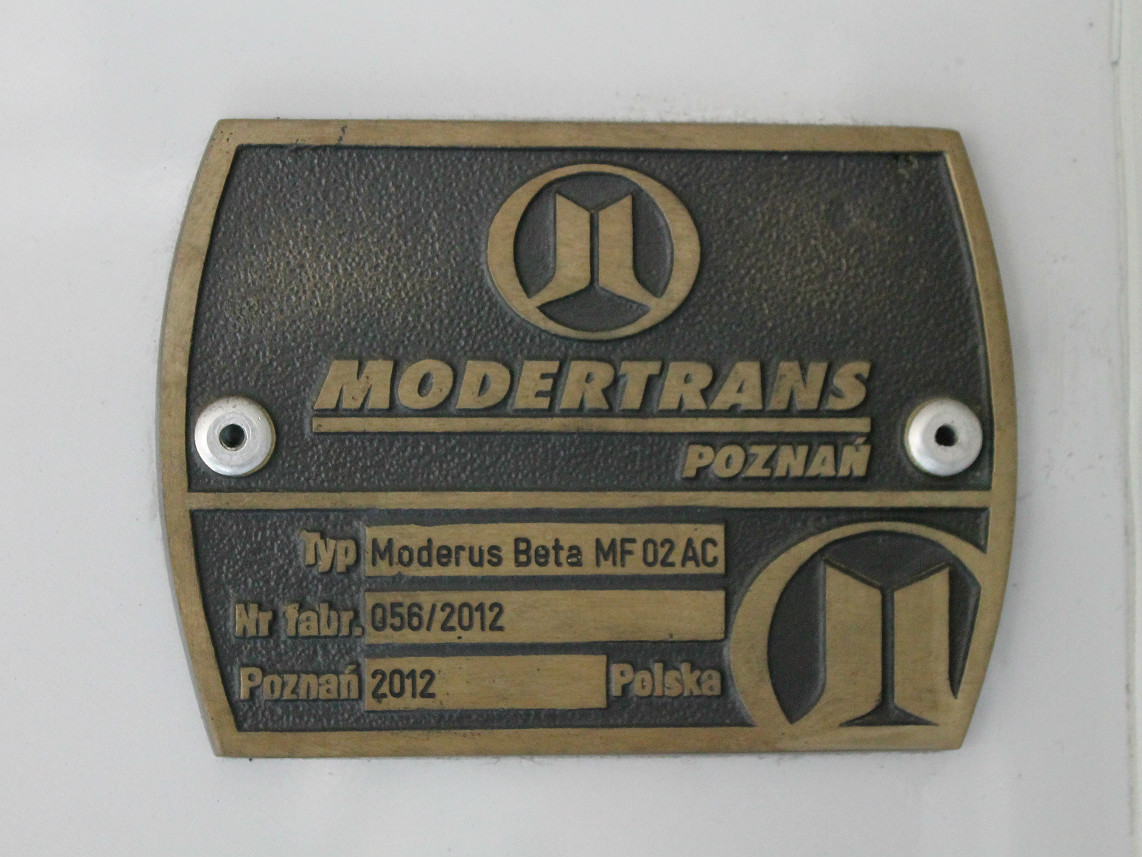 MODERTRANS
POZNAŃ
Typ Moderus Beta MF 02 AC
Nr fabr. 056/2012
Poznań 2012 Polska